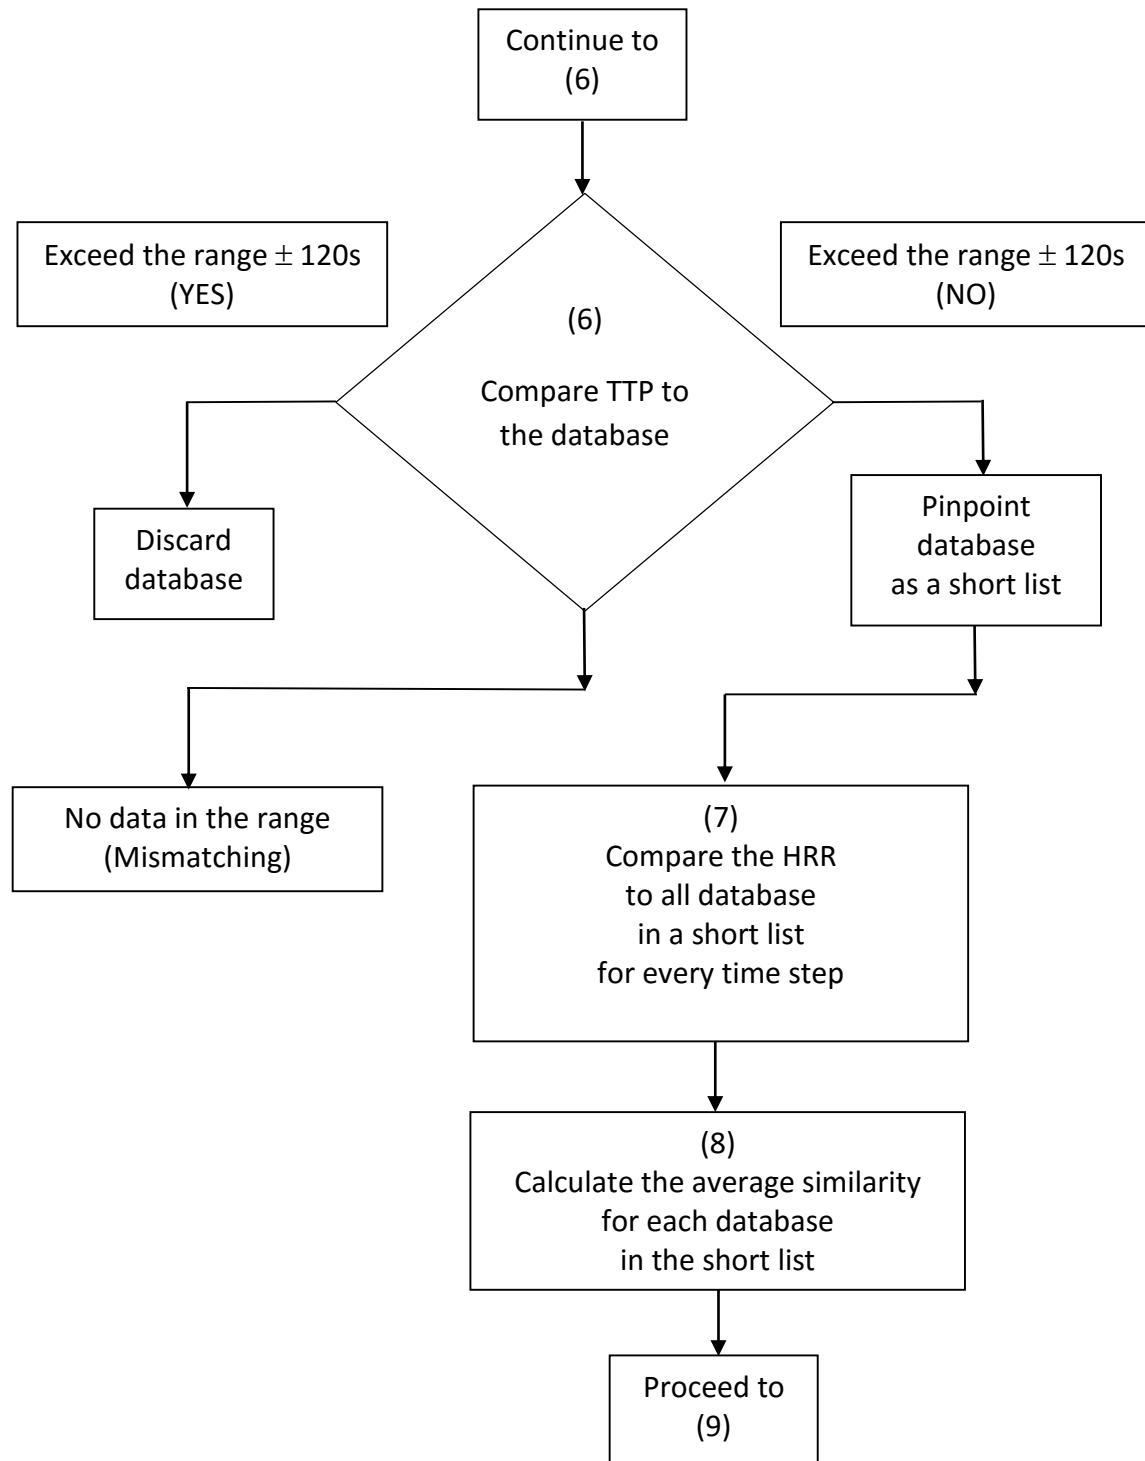 Continue to
(6)
Exceed the range ± 120s
(YES)
Exceed the range ± 120s
(NO)
(6)
Compare TTP to
the database
Discard
database
Pinpoint
database
as a short list
No data in the range
(Mismatching)
(7)
Compare the HRR
to all database
in a short list
for every time step
(8)
Calculate the average similarity
for each database
in the short list
Proceed to
(9)